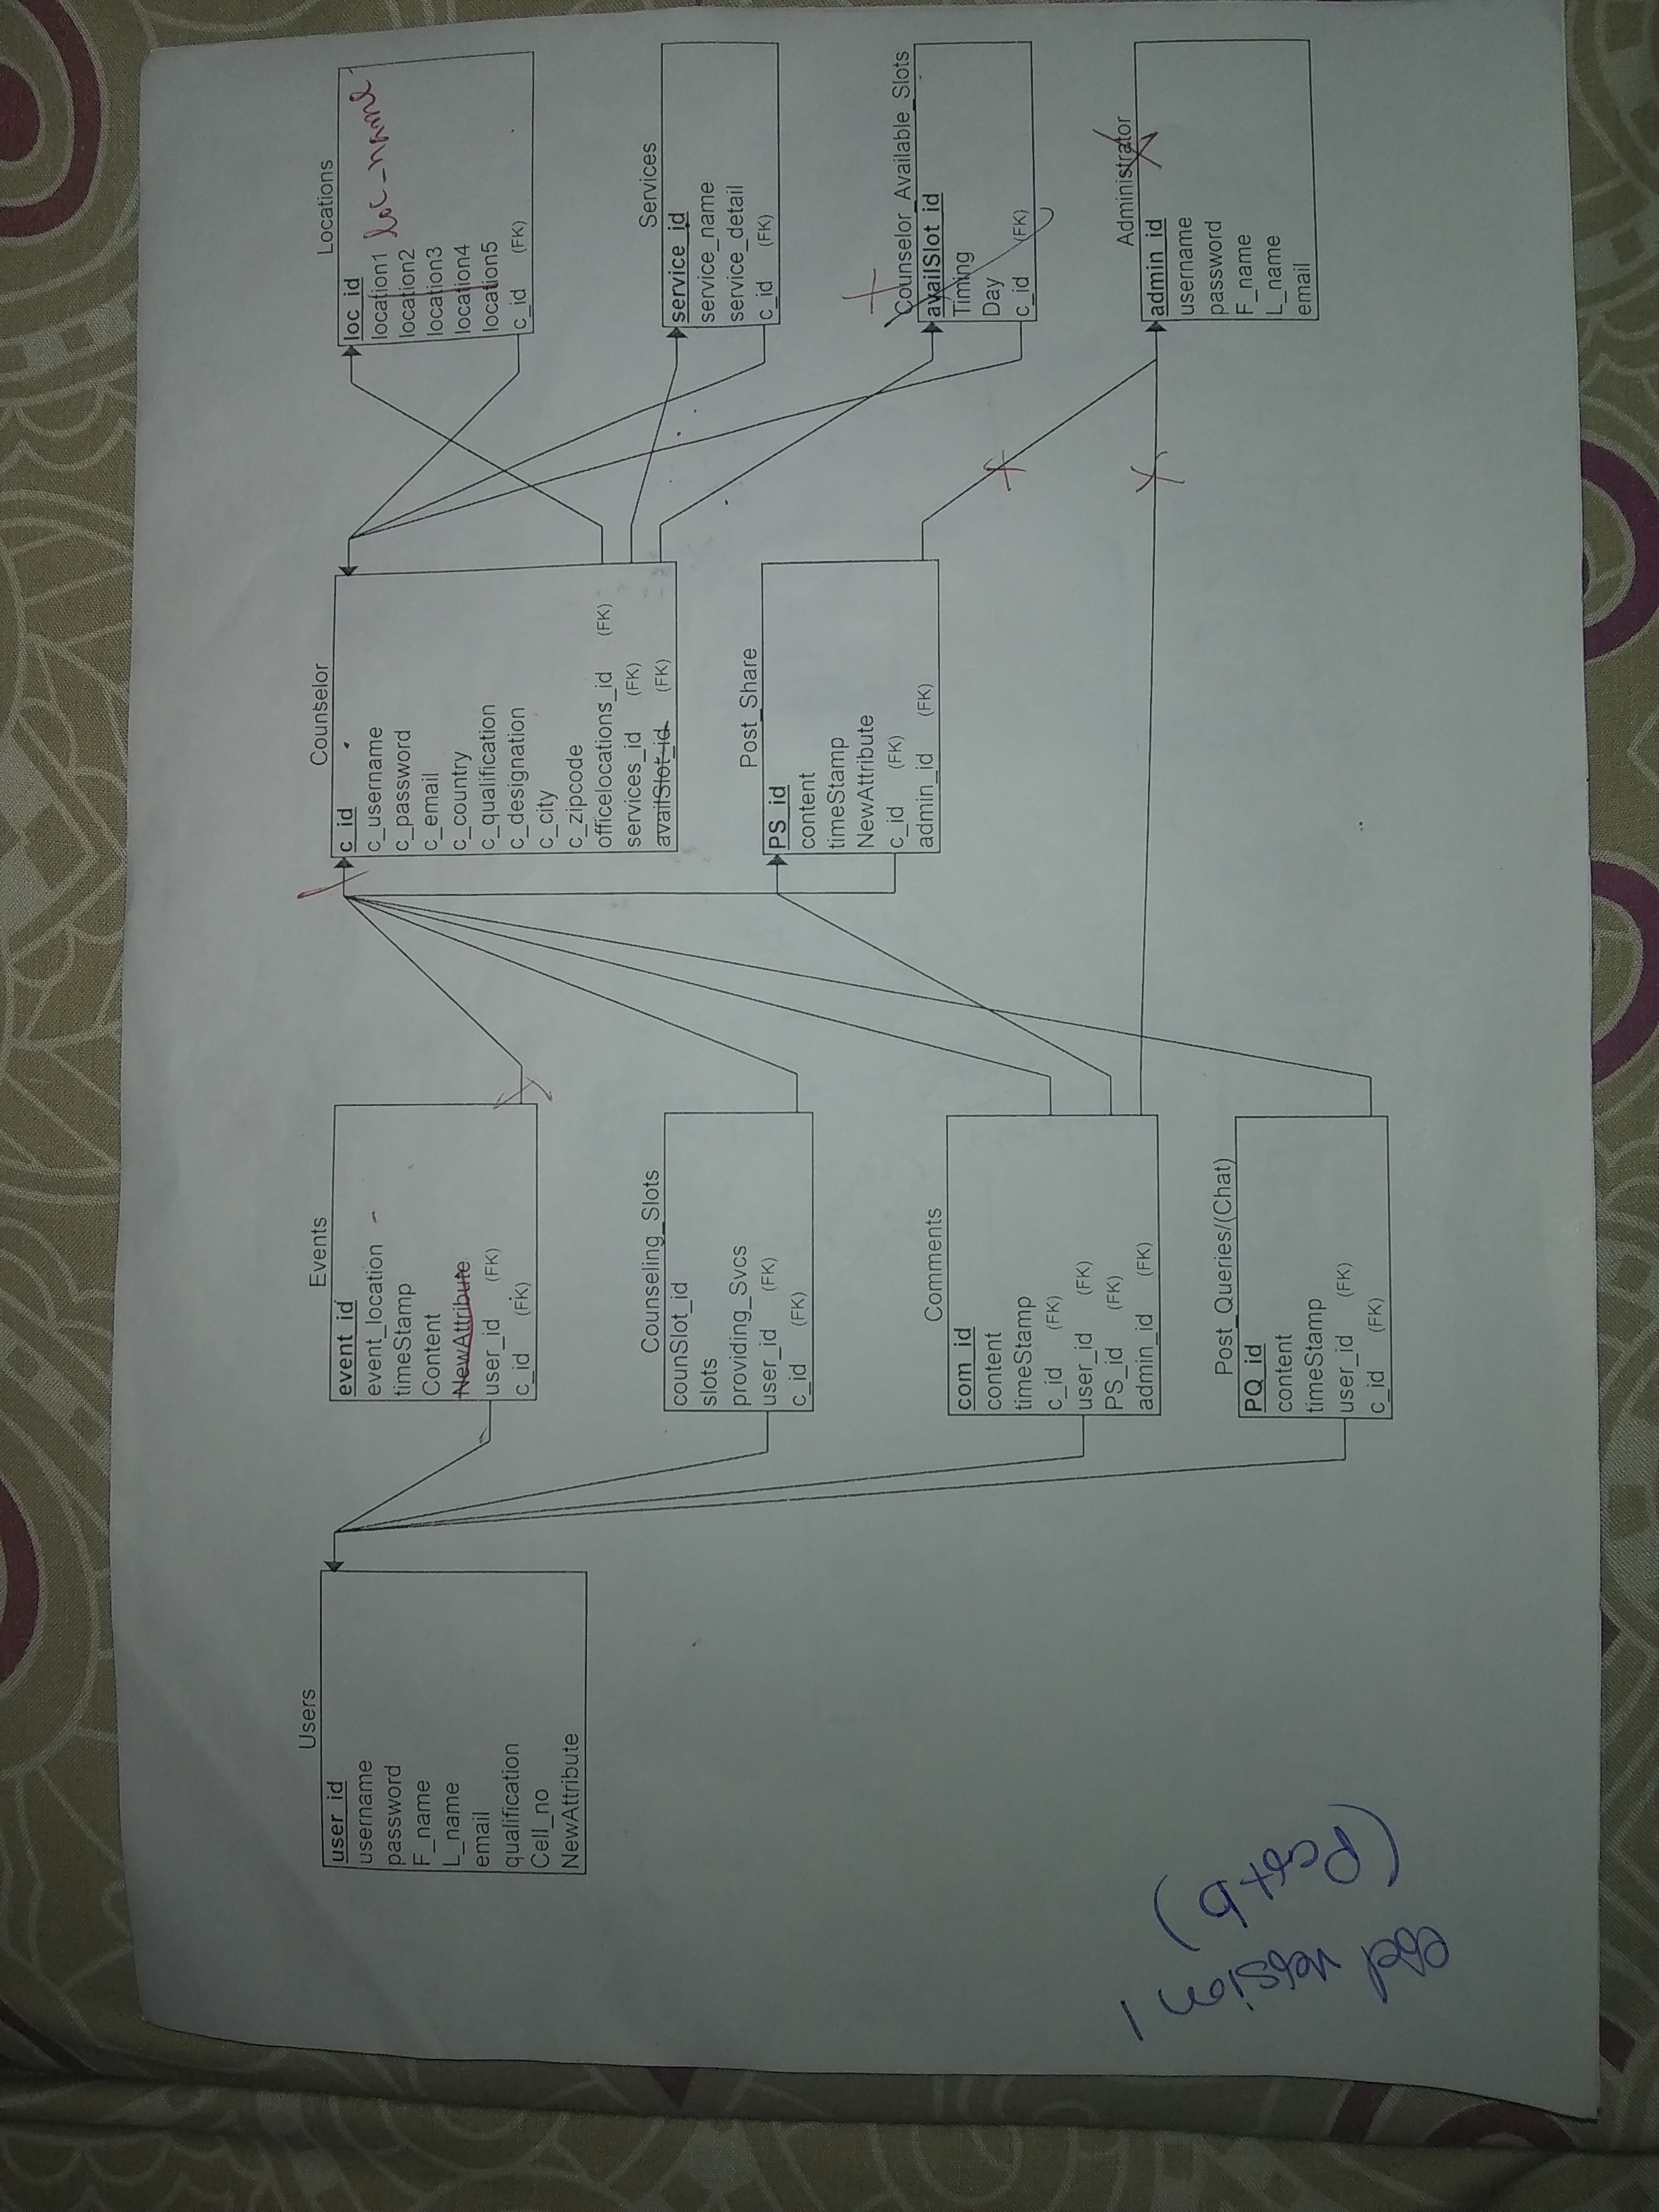 Users
user_id
username
password
F_name
L_name
email
qualification
Cell_no
NewAttribute
Events
event_id
event_location -
timeStamp
Content
NewAttribute
user_id (FK)
c_id (FK)
Counseling_Slots
counSlot_id
slots
providing_Svcs
user_id (FK)
c_id (FK)
Comments
com_id
content
timeStamp
c_id (FK)
user_id (FK)
PS_id (FK)
admin_id (FK)
Post_Queries/(Chat)
PQ_id
content
timeStamp
user_id (FK)
c_id (FK)
Counselor
c_id
c_username
c_password
c_email
c_country
c_qualification
c_designation
c_city
c_zipcode
officelocations_id (FK)
services_id (FK)
availSlot_id (FK)
Post_Share
PS_id
content
timeStamp
NewAttribute
c_id (FK)
admin_id (FK)
Locations
loc_id
location1 loc-name
location2
location3
location4
location5
c_id (FK)
Services
service_id
service_name
service_detail
c_id (FK)
Counselor_Available_Slots
availSlot_id
Timing
Day
c_id (FK)
Administrator
admin_id
username
password
F_name
L_name
email
version 1
(Part b)